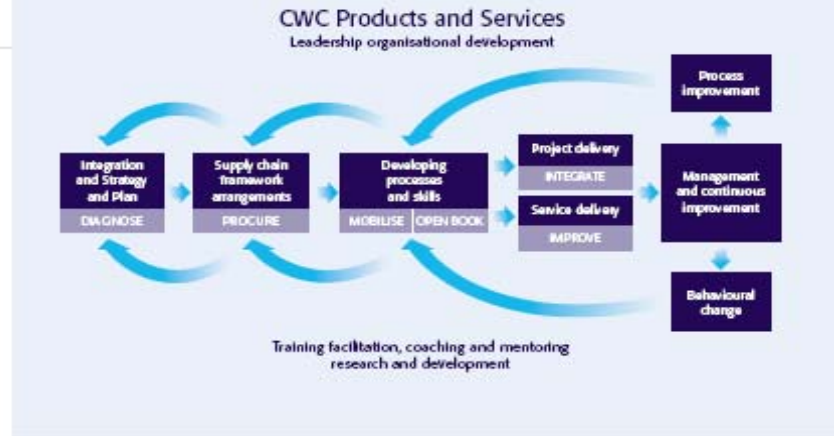 CWC Products and Services
Leadership organisational development
Process
improvement
Integration
and Strategy
and Plan
DIAGNOSE
Supply chain
framework
arrangements
PROCURE
Developing
processes
and skills
MOBILISE
OPEN BOOK
Project delivery
INTEGRATE
Service delivery
IMPROVE
Management
and continuous
improvement
Behavioural
change
Training facilitation, coaching and mentoring
research and development